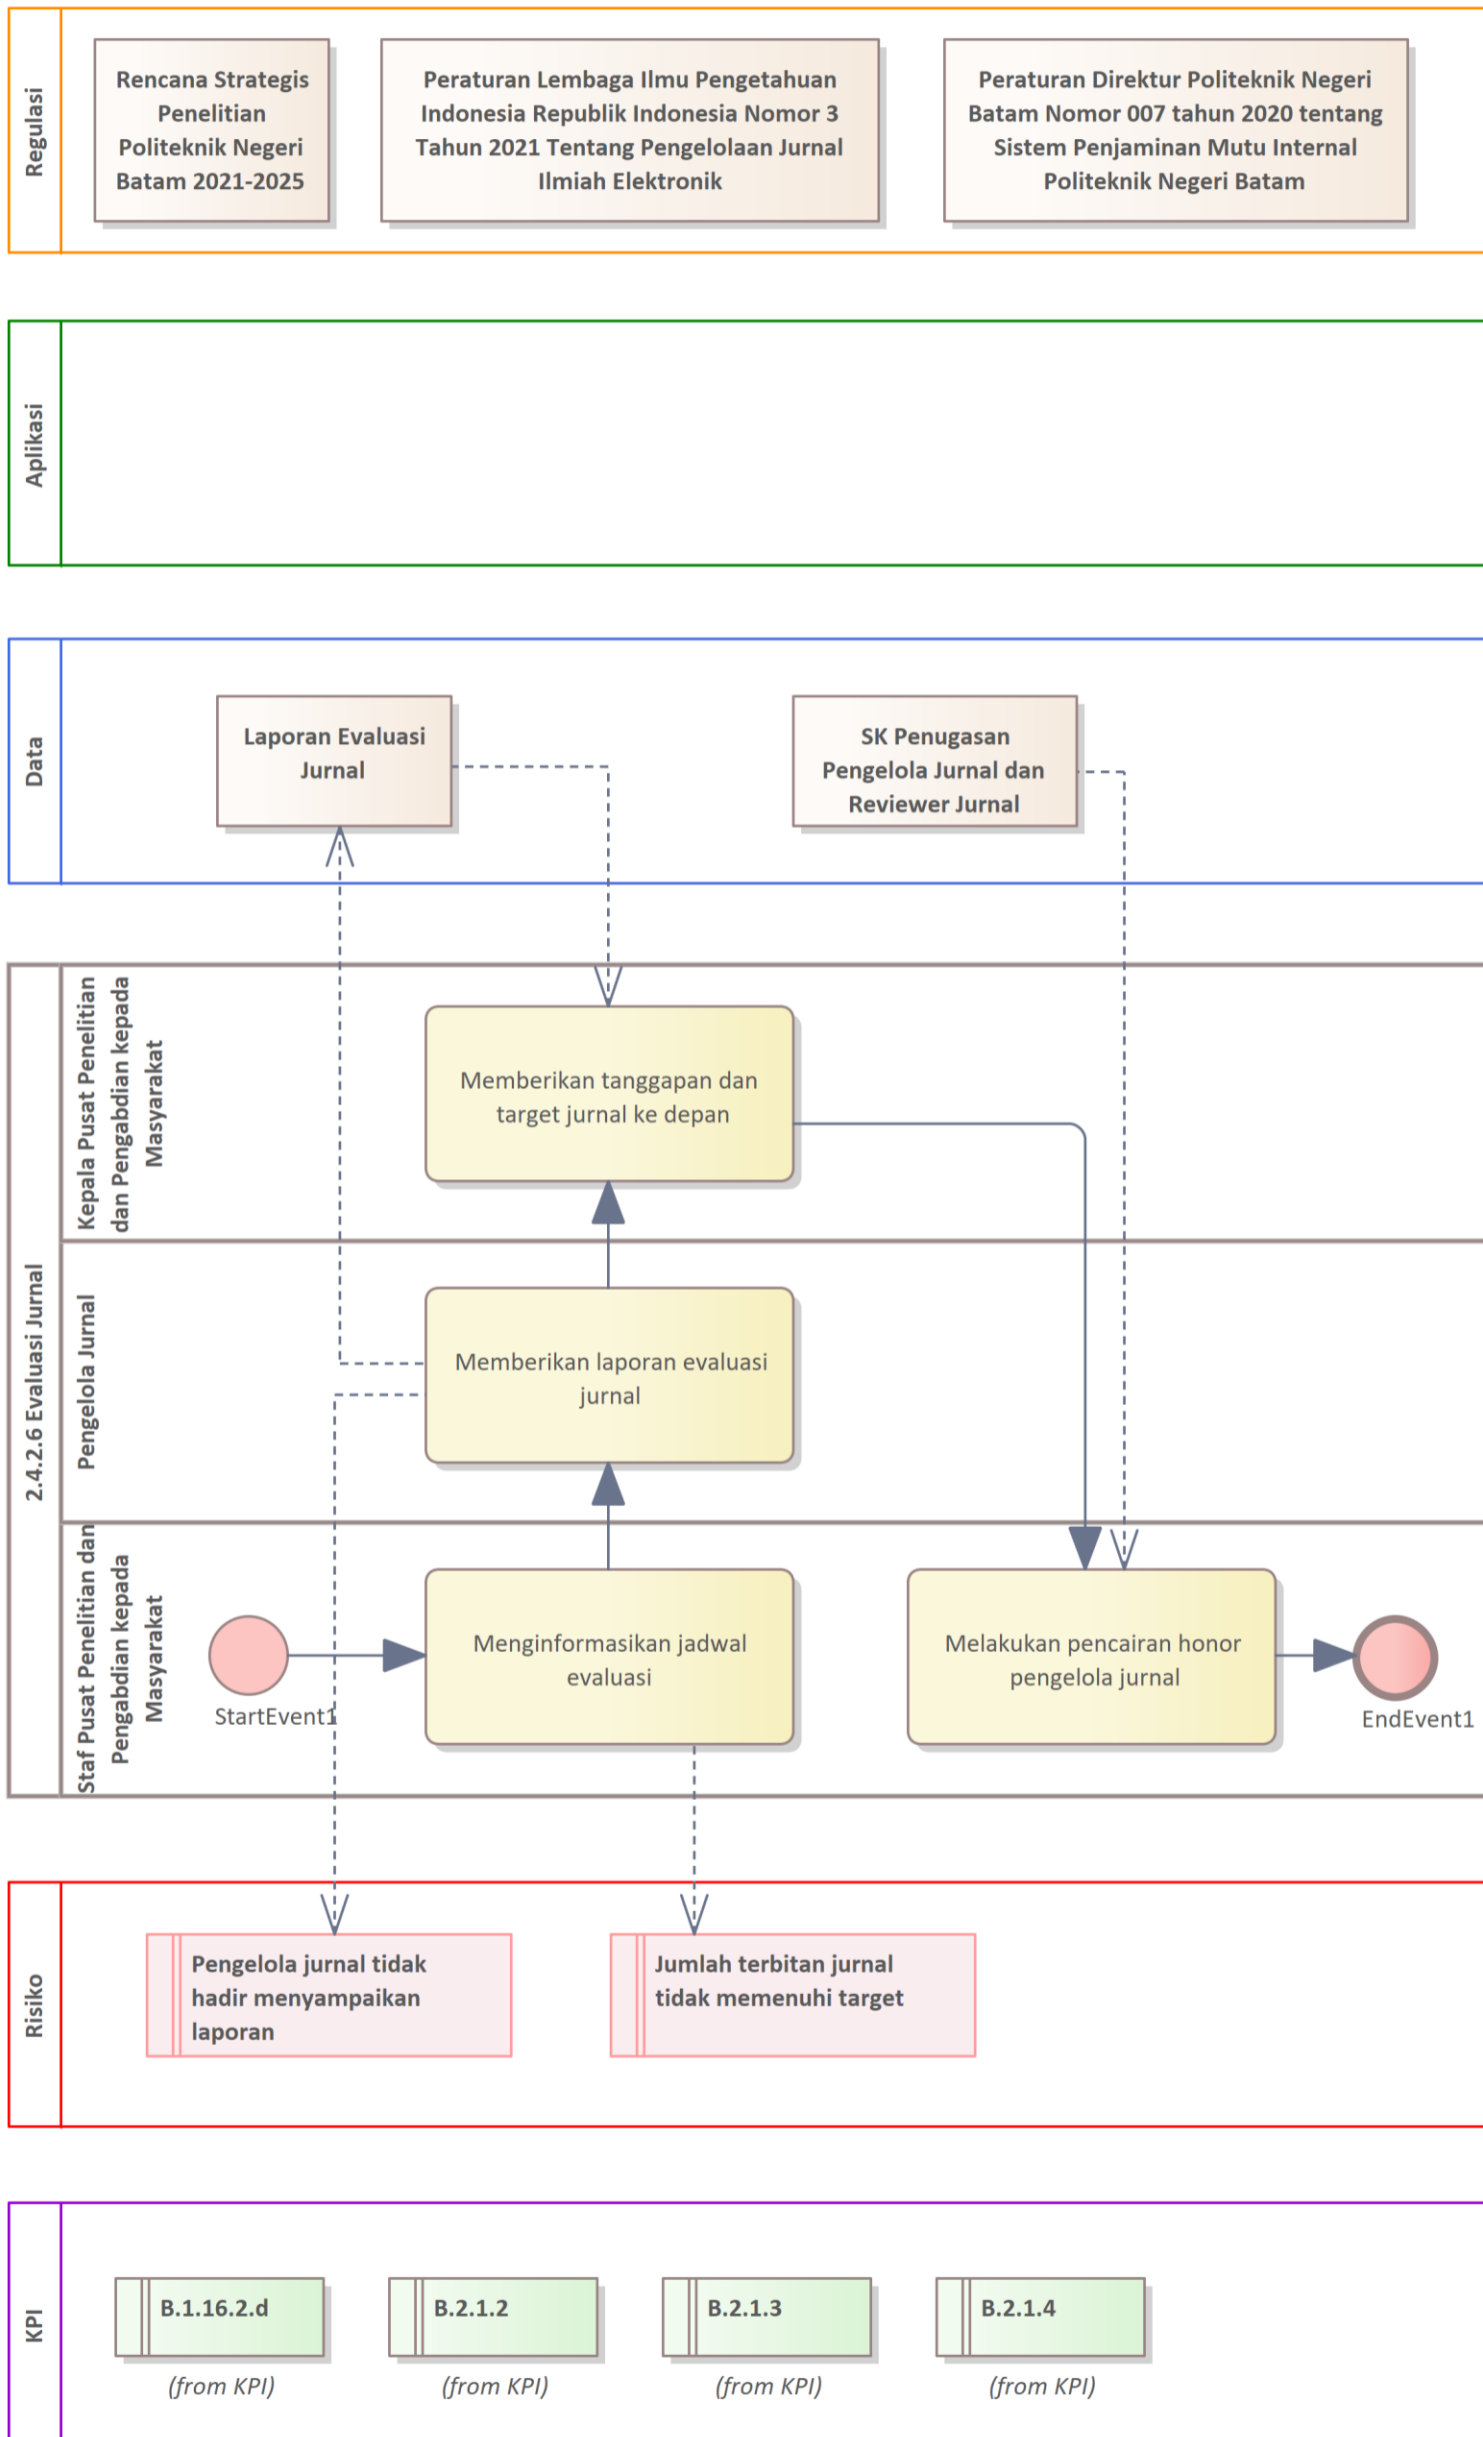 Regulasi
Rencana Strategis
Penelitian
Politeknik Negeri
Batam 2021-2025
Peraturan Lembaga Ilmu Pengetahuan
Indonesia Republik Indonesia Nomor 3
Tahun 2021 Tentang Pengelolaan Jurnal
Ilmiah Elektronik
Peraturan Direktur Politeknik Negeri
Batam Nomor 007 tahun 2020 tentang
Sistem Penjaminan Mutu Internal
Politeknik Negeri Batam
Aplikasi
Data
Laporan Evaluasi
Jurnal
SK Penugasan
Pengelola Jurnal dan
Reviewer Jurnal
2.4.2.6 Evaluasi Jurnal
Kepala Pusat Penelitian
dan Pengabdian kepada
Masyarakat
Memberikan tanggapan dan
target jurnal ke depan
Pengelola Jurnal
Memberikan laporan evaluasi
jurnal
Staf Pusat Penelitian dan
Pengabdian kepada
Masyarakat
StartEvent1
Menginformasikan jadwal
evaluasi
Melakukan pencairan honor
pengelola jurnal
EndEvent1
Risiko
Pengelola jurnal tidak
hadir menyampaikan
laporan
Jumlah terbitan jurnal
tidak memenuhi target
KPI
B.1.16.2.d
(from KPI)
B.2.1.2
(from KPI)
B.2.1.3
(from KPI)
B.2.1.4
(from KPI)